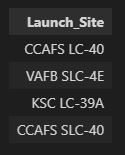 Launch_Site
CCAFS LC-40
VAFB SLC-4E
KSC LC-39A
CCAFS SLC-40